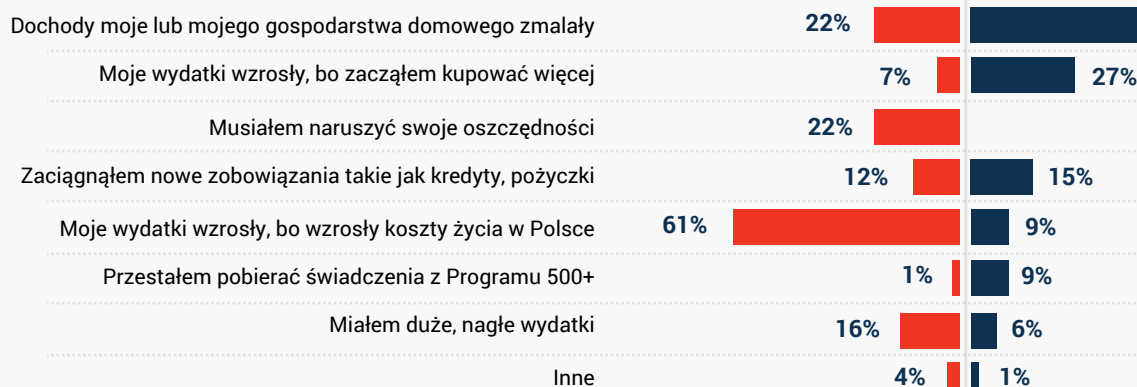 Dochody moje lub mojego gospodarstwa domowego zmalały 22%
Moje wydatki wzrosły, bo zacząłem kupować więcej 7% 27%
Musiałem naruszyć swoje oszczędności 22%
Zaciągnąłem nowe zobowiązania takie jak kredyty, pożyczki 12% 15%
Moje wydatki wzrosły, bo wzrosły koszty życia w Polsce 61% 9%
Przestałem pobierać świadczenia z Programu 500+ 1% 9%
Miałem duże, nagłe wydatki 16% 6%
Inne 4% 1%